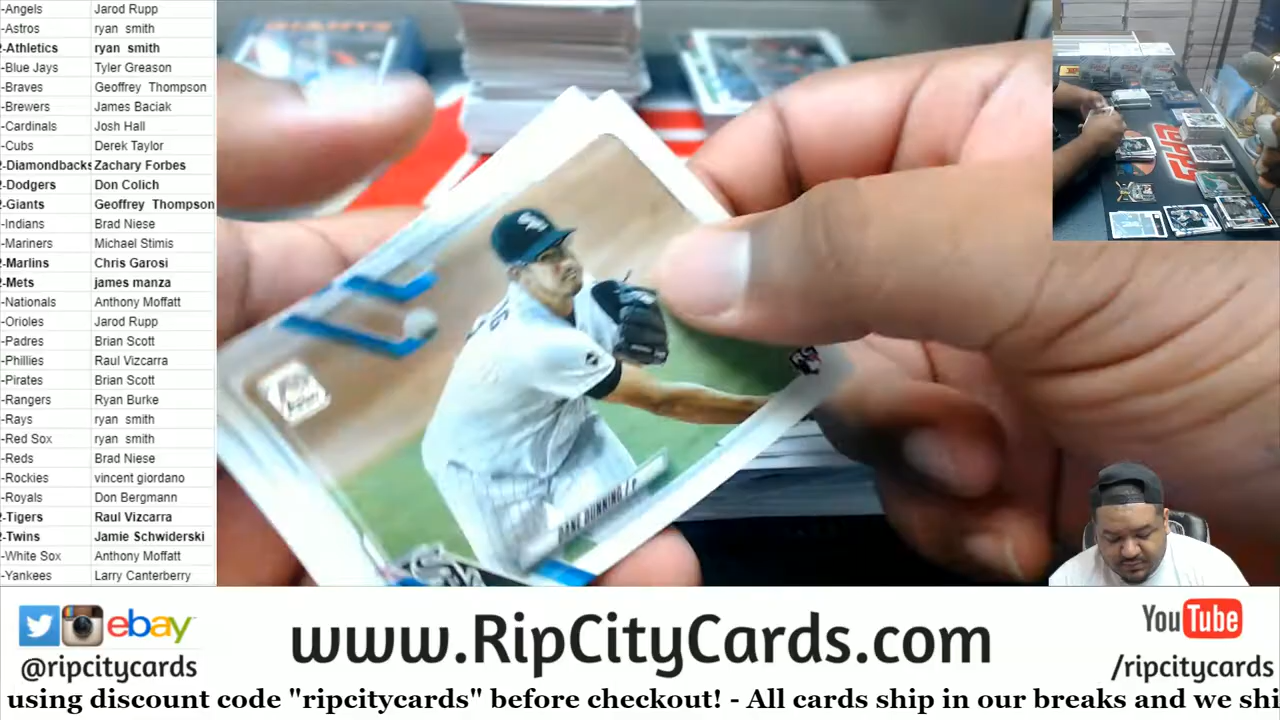 -Angels Jarod Rupp
-Astros ryan smith
2-Athletics ryan smith
-Blue Jays Tyler Greason
-Braves Geoffrey Thompson
-Brewers James Baciak
-Cardinals Josh Hall
-Cubs Derek Taylor
2-Diamondbacks Zachary Forbes
2-Dodgers Don Colich
2-Giants Geoffrey Thompson
-Indians Brad Niese
-Mariners Michael Stimis
2-Marlins Chris Garosi
2-Mets james manza
-Nationals Anthony Moffatt
-Orioles Jarod Rupp
-Padres Brian Scott
-Phillies Raul Vizcarra
-Pirates Brian Scott
-Rangers Ryan Burke
-Rays ryan smith
-Red Sox ryan smith
-Reds Brad Niese
-Rockies vincent giordano
-Royals Don Bergmann
2-Tigers Raul Vizcarra
2-Twins Jamie Schwiderski
-White Sox Anthony Moffatt
-Yankees Larry Canterberry
GIANTS
DANE DUNNING / P
TOPPS
ebay
@ripcitycards
www.RipCityCards.com
YouTube
/ripcitycards
using discount code "ripcitycards" before checkout! - All cards ship in our breaks and we shi